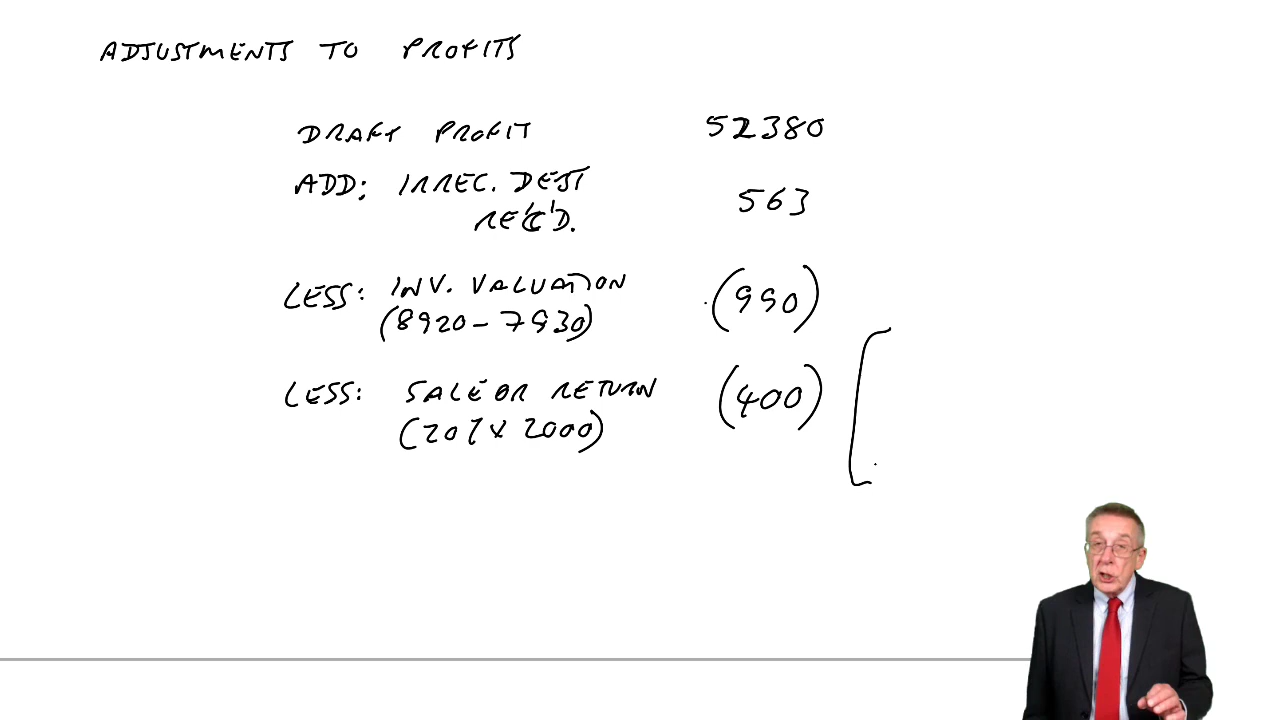 ADJUSTMENTS TO PROFITS
DRAFT PROFIT 52380
ADD: IRREC. DEBT 563
REC'D.
LESS: INV. VALUATION (990)
(8920 - 7930)
LESS: SALE OR RETURN (400)
(20% x 2000)